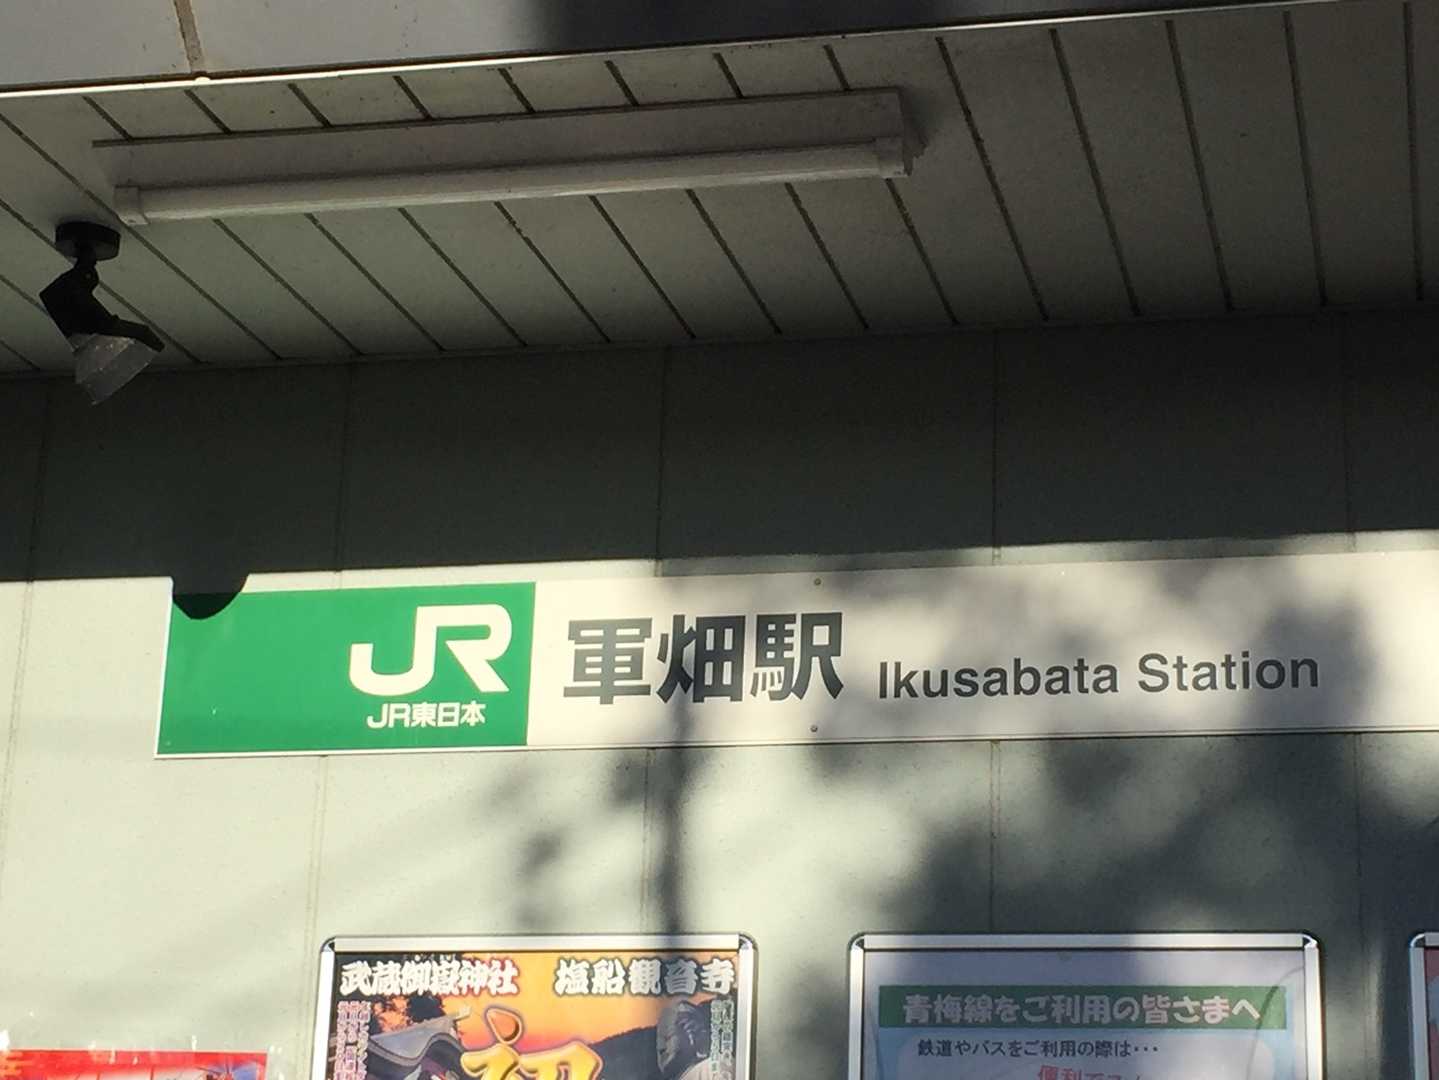 JR
JR東日本
軍畑駅 Ikusabata Station
武蔵御嶽神社 塩船観音寺
初
青梅線をご利用の皆さまへ
鉄道やバスをご利用の際は･･･